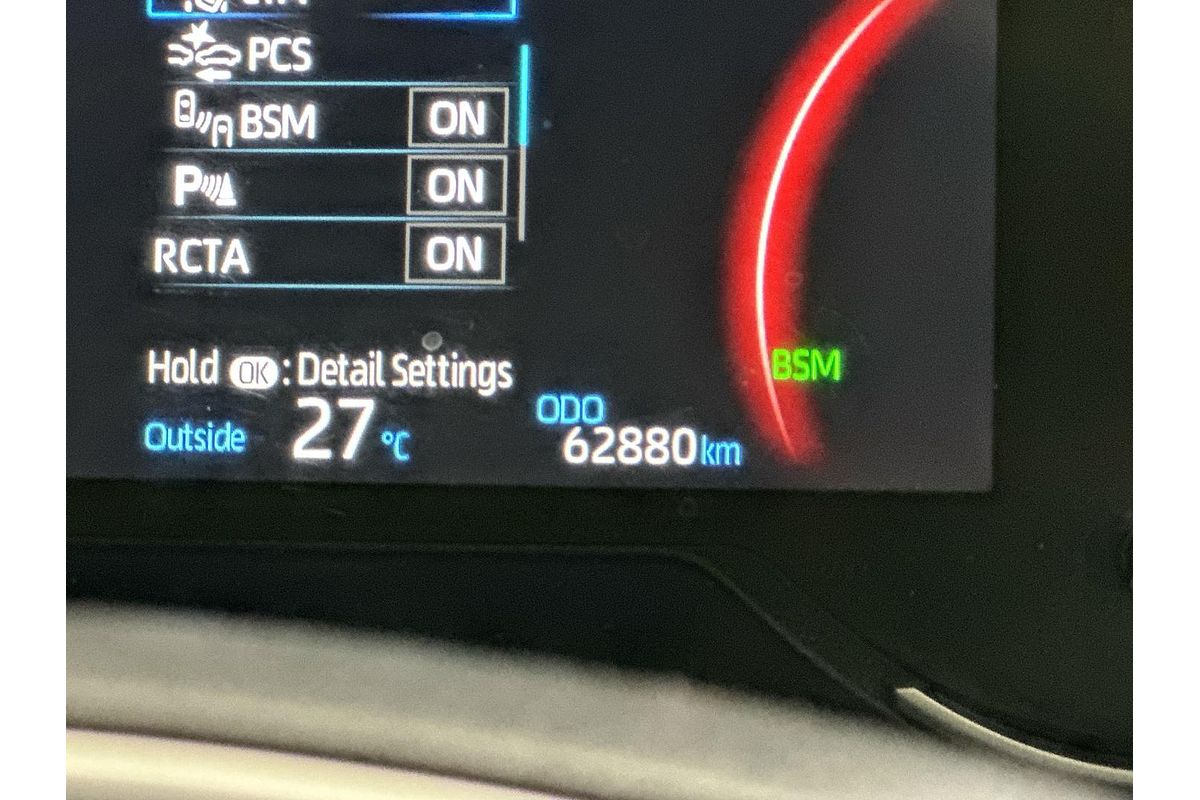 PCS
BSM ON
P ON
RCTA ON
Hold OK : Detail Settings
BSM
Outside 27 °C
ODO
62880 km